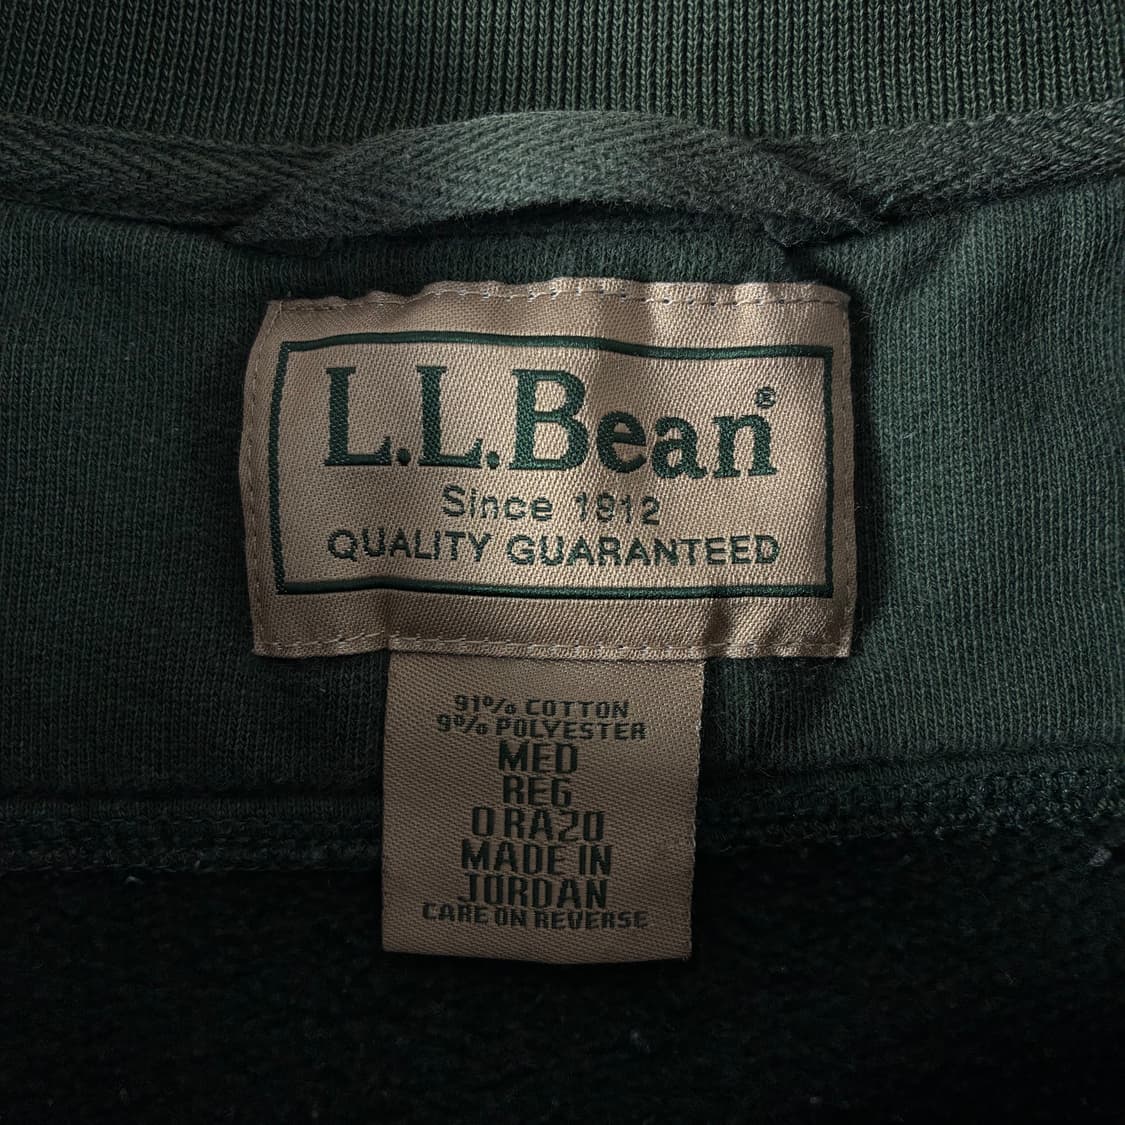 L.L.Bean®
Since 1912
QUALITY GUARANTEED
91% COTTON
9% POLYESTER
MED
REG
0 RA20
MADE IN
JORDAN
CARE ON REVERSE